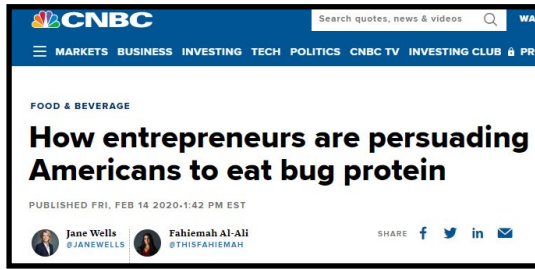 CNBC
Search quotes, news & videos
WA
MARKETS BUSINESS INVESTING TECH POLITICS CNBC TV INVESTING CLUB PR
FOOD & BEVERAGE
How entrepreneurs are persuading
Americans to eat bug protein
PUBLISHED FRI, FEB 14 2020•1:42 PM EST
Jane Wells
@JANEWELLS
Fahiemah Al-Ali
@THISFAHIEMAH
SHARE